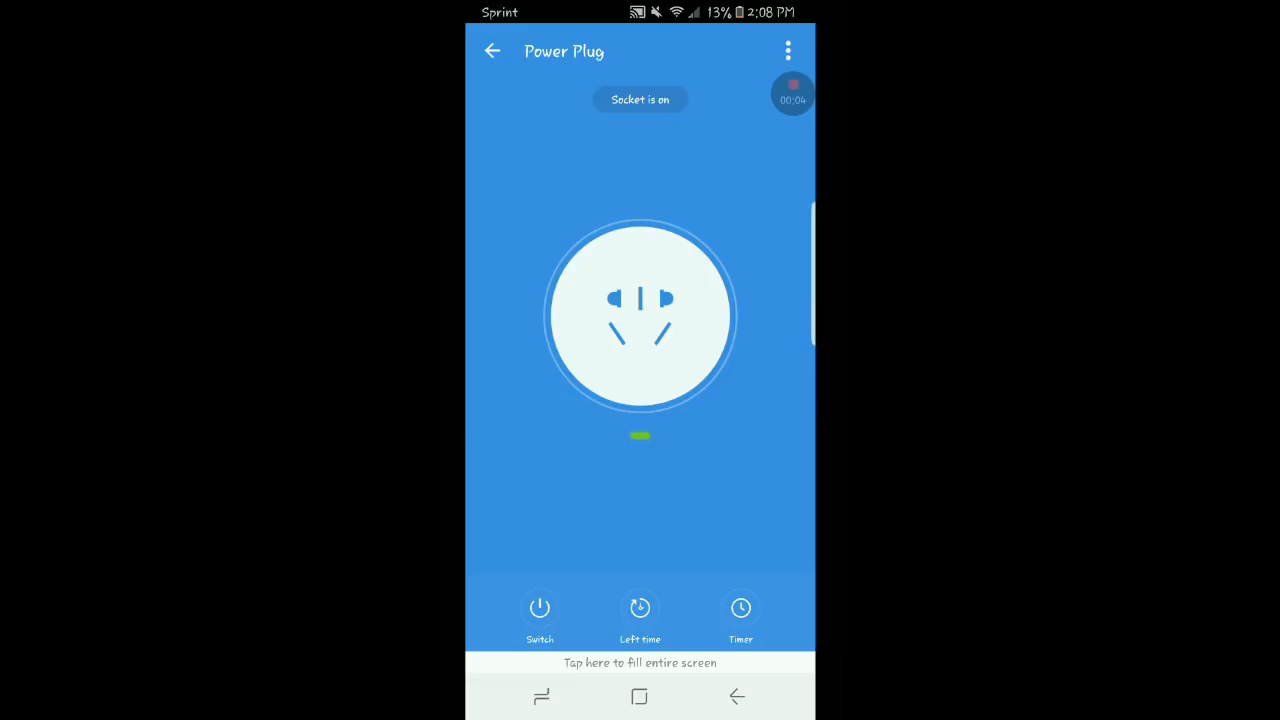 Sprint 13% 2:08 PM
Power Plug
Socket is on
00:04
Switch Left time Timer
Tap here to fill entire screen